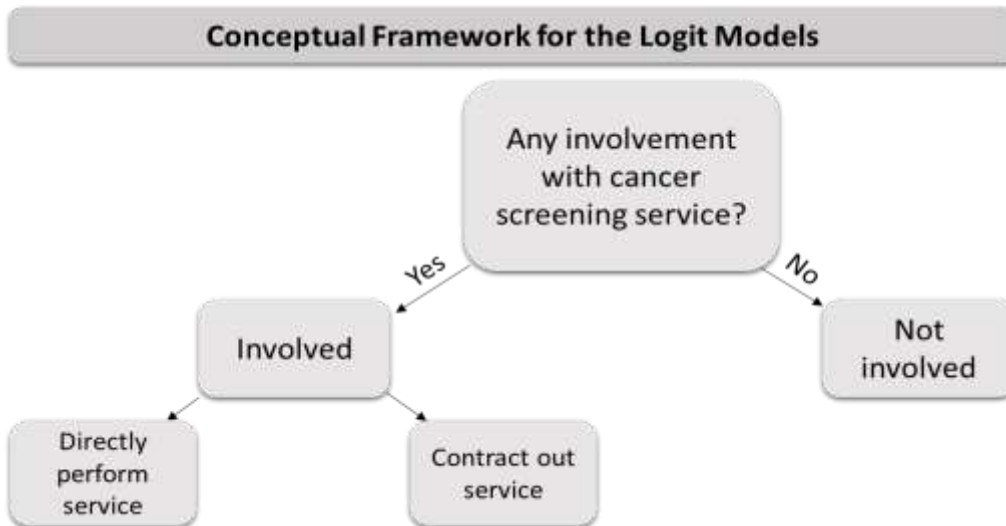 Conceptual Framework for the Logit Models
Any involvement
with cancer
screening service?
Yes
No
Involved
Not
involved
Directly
perform
service
Contract out
service